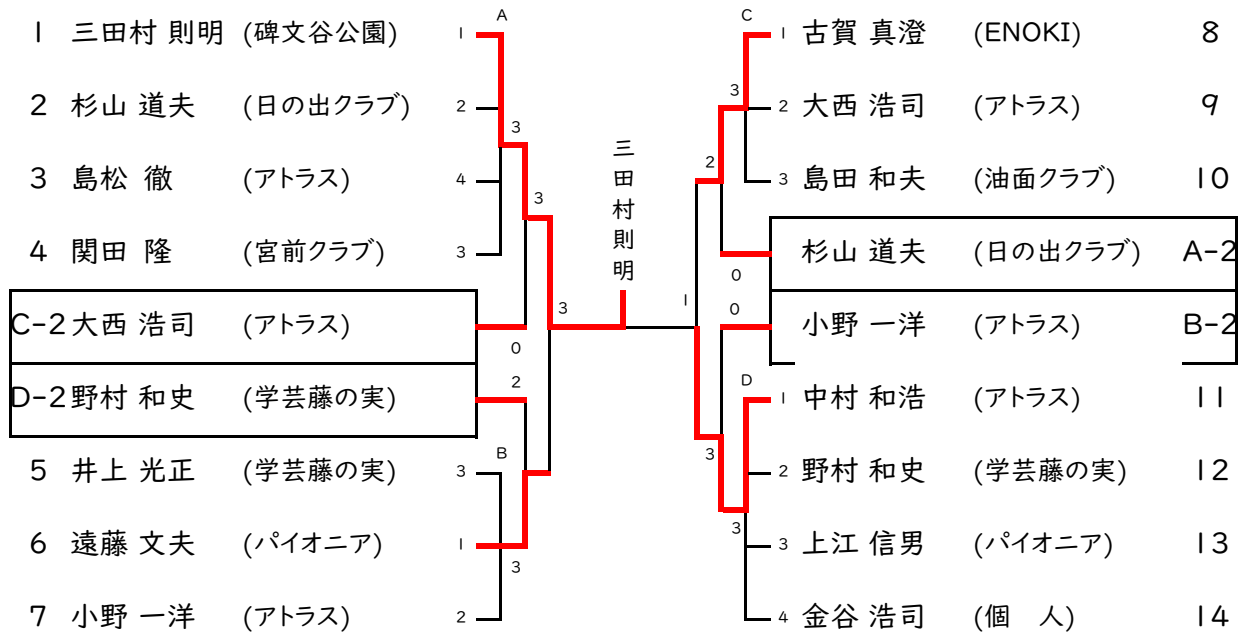 A
C
1 三田村 則明 (碑文谷公園) 1
1 古賀 真澄 (ENOKI) 8
3
2 杉山 道夫 (日の出クラブ) 2
2 大西 浩司 (アトラス) 9
3
三田村則明
2
3 島松 徹 (アトラス) 4
3 島田 和夫 (油面クラブ) 10
3
4 関田 隆 (宮前クラブ) 3
杉山 道夫 (日の出クラブ) A-2
0
1
3
0
C-2 大西 浩司 (アトラス)
小野 一洋 (アトラス) B-2
0
2
D
D-2 野村 和史 (学芸藤の実)
1 中村 和浩 (アトラス) 11
B
3
5 井上 光正 (学芸藤の実) 3
2 野村 和史 (学芸藤の実) 12
3
6 遠藤 文夫 (パイオニア) 1
3 上江 信男 (パイオニア) 13
3
7 小野 一洋 (アトラス) 2
4 金谷 浩司 (個 人) 14